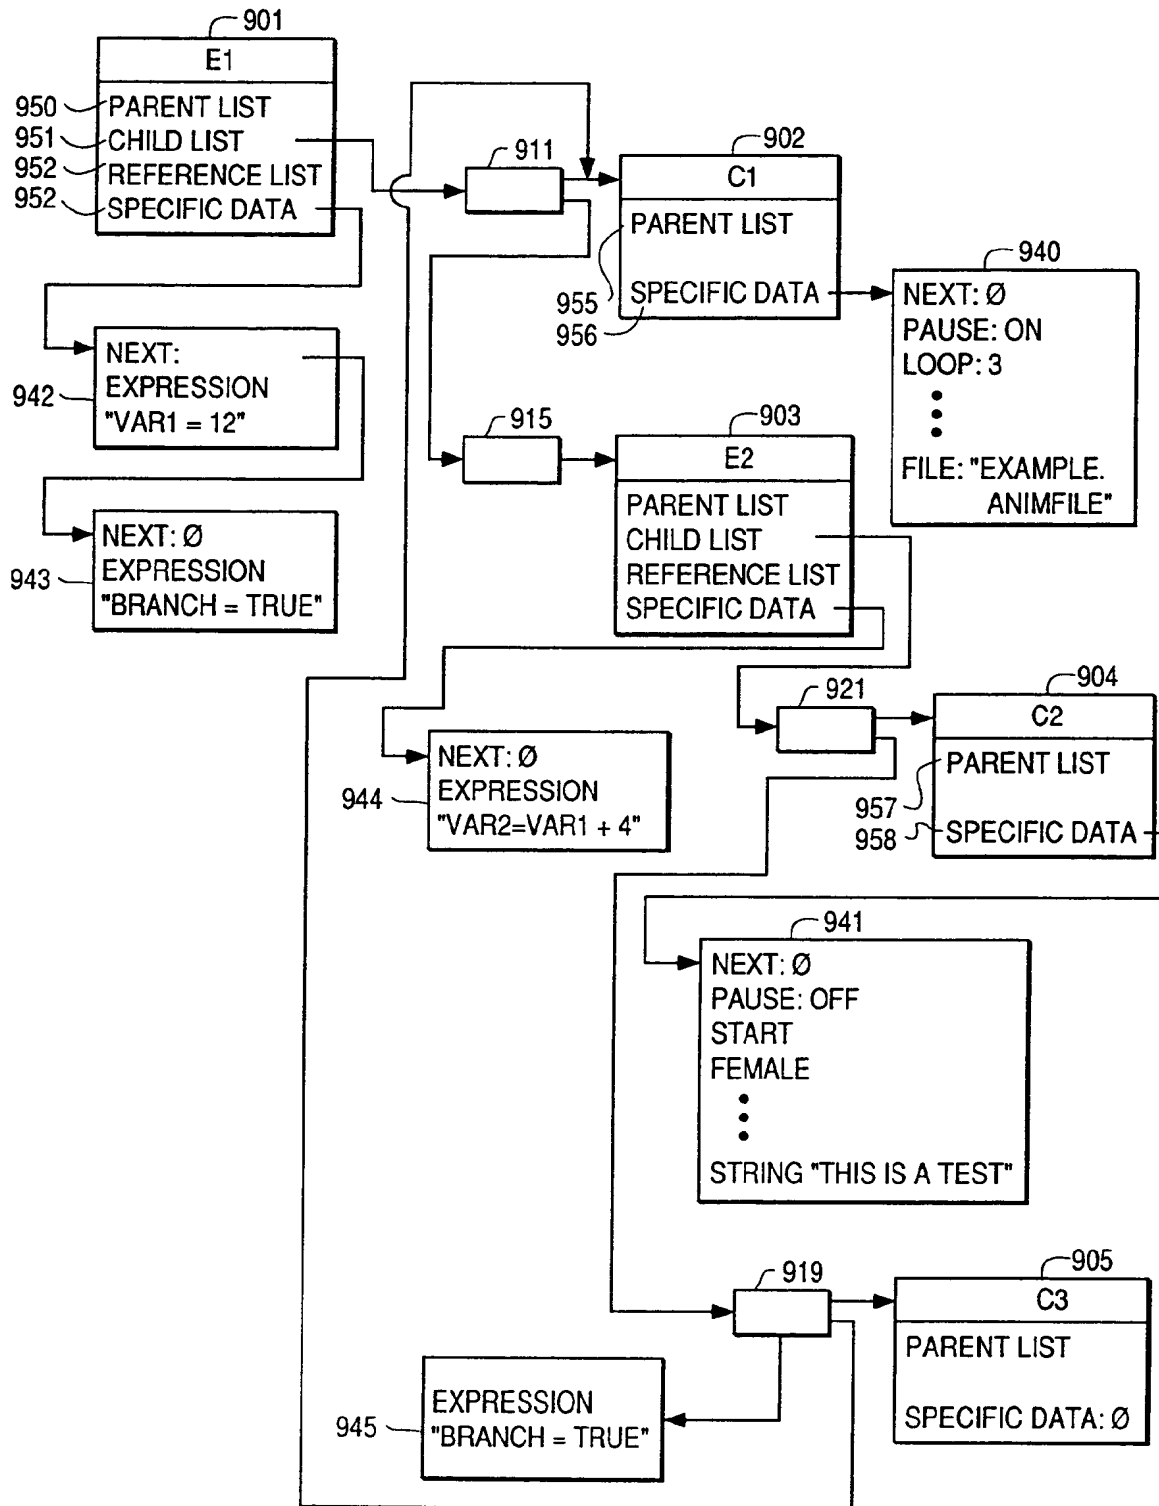 901
E1
950
PARENT LIST
951
CHILD LIST
952
REFERENCE LIST
952
SPECIFIC DATA
911
902
C1
PARENT LIST
955
SPECIFIC DATA
956
940
NEXT: Ø
PAUSE: ON
LOOP: 3
FILE: "EXAMPLE.
ANIMFILE"
942
NEXT:
EXPRESSION
"VAR1 = 12"
943
NEXT: Ø
EXPRESSION
"BRANCH = TRUE"
915
903
E2
PARENT LIST
CHILD LIST
REFERENCE LIST
SPECIFIC DATA
921
904
C2
957
PARENT LIST
958
SPECIFIC DATA
944
NEXT: Ø
EXPRESSION
"VAR2=VAR1 + 4"
941
NEXT: Ø
PAUSE: OFF
START
FEMALE
STRING "THIS IS A TEST"
919
905
C3
PARENT LIST
SPECIFIC DATA: Ø
945
EXPRESSION
"BRANCH = TRUE"